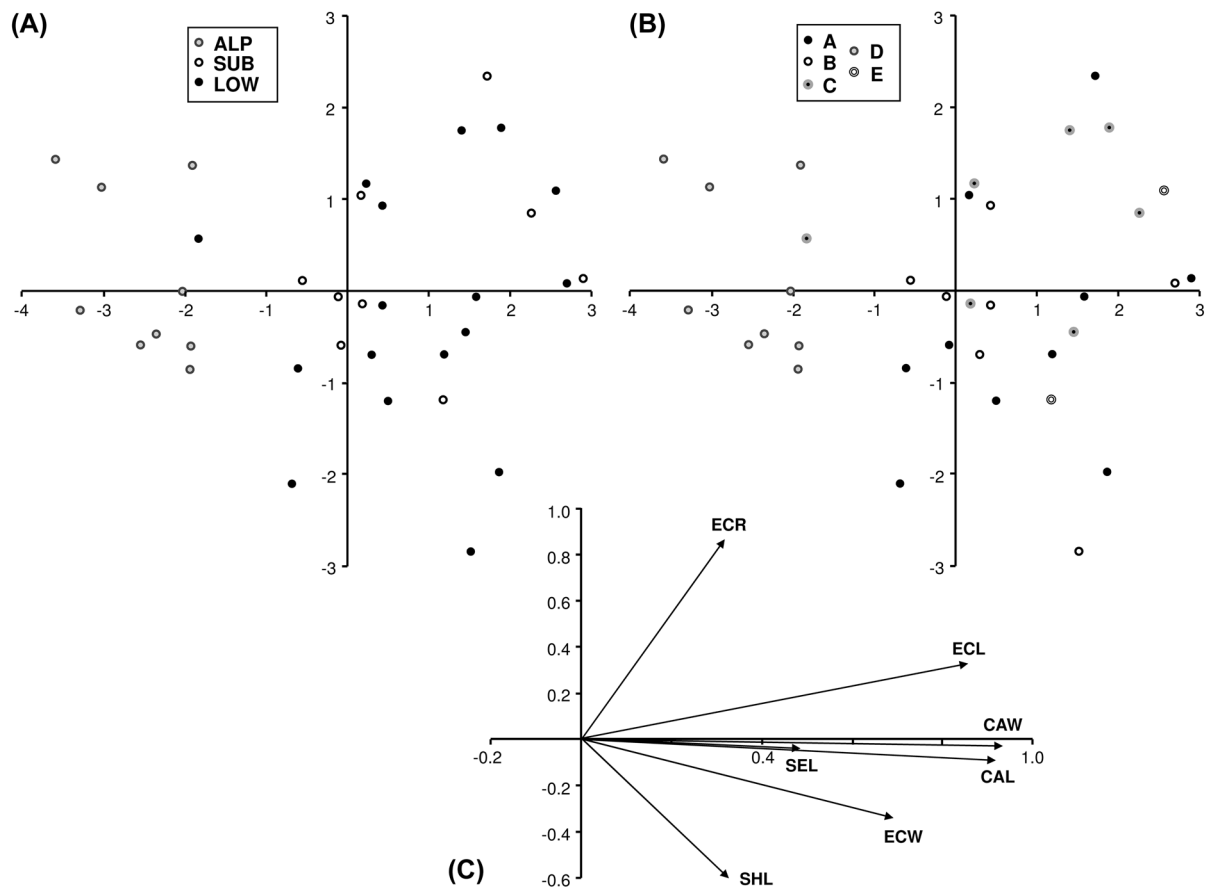 (A)
ALP
SUB
LOW
3
2
1
-1
-2
-3
-4 -3 -2 -1 1 2 3
(B)
A
B
C
D
E
3
2
1
-1
-2
-3
-4 -3 -2 -1 1 2 3
(C)
1.0
0.8
0.6
0.4
0.2
-0.2
-0.4
-0.6
-0.2 0.4 1.0
ECR
ECL
CAW
SEL
CAL
ECW
SHL